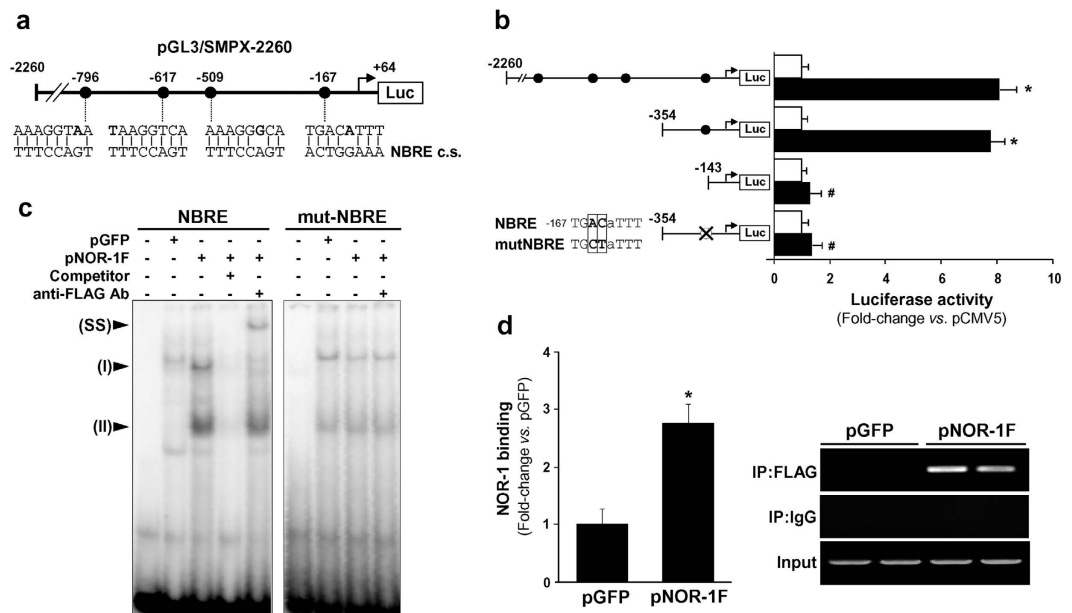 a
pGL3/SMPX-2260
-2260
-796
-617
-509
-167
+64
Luc
AAAGGTAA TAAGGTCA AAAGGGCA TGACATTT
TTTCCAGT TTTCCAGT TTTCCAGT ACTGGAAA NBRE c.s.
b
-2260
Luc
*
-354
Luc
*
-143
Luc
#
NBRE -167 TGACaTTT
mutNBRE TGCTaTTT
-354
Luc
#
0 2 4 6 8 10
Luciferase activity
(Fold-change vs. pCMV5)
c
NBRE mut-NBRE
pGFP - + - - - - + - -
pNOR-1F - - + + + - - + +
Competitor - - - + - - - - -
anti-FLAG Ab - - - - + - - - +
(SS)
(I)
(II)
d
NOR-1 binding
(Fold-change vs. pGFP)
4
3
2
1
0
*
pGFP pNOR-1F
pGFP pNOR-1F
IP:FLAG
IP:IgG
Input